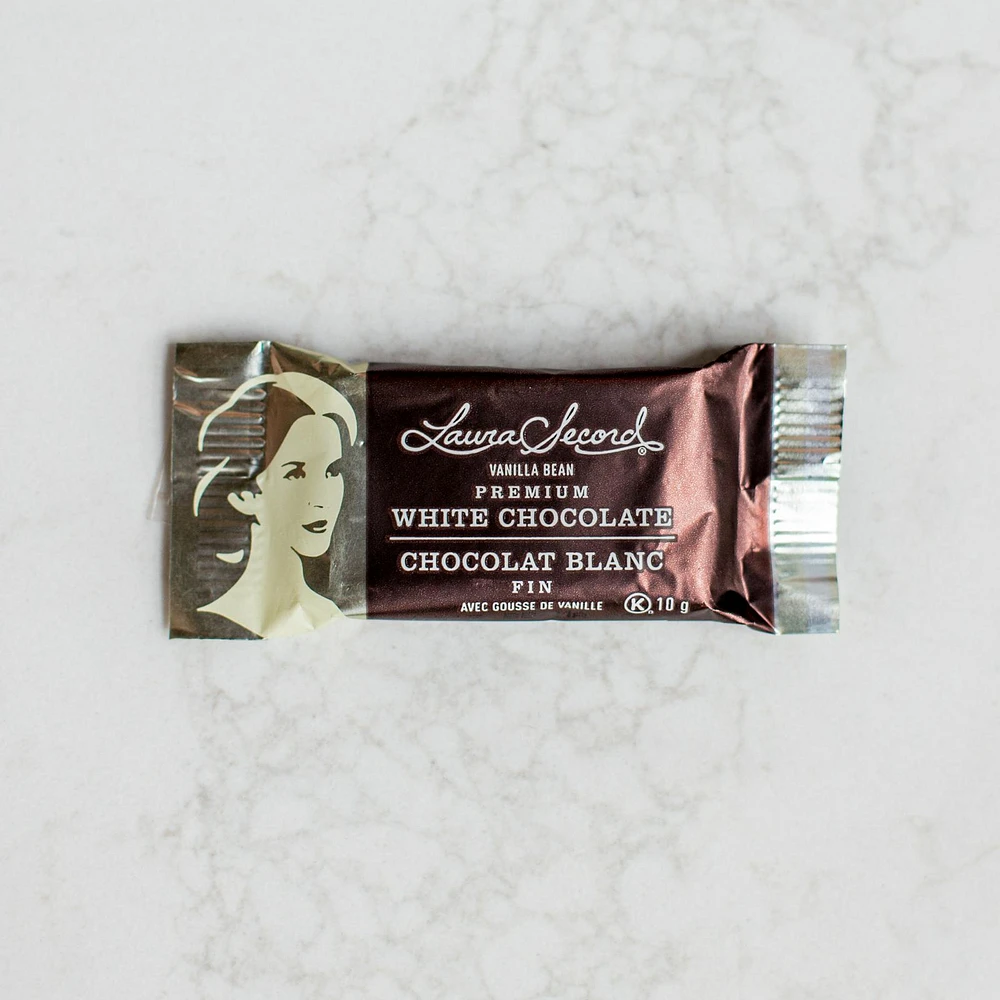 Laura Secord®
VANILLA BEAN
PREMIUM
WHITE CHOCOLATE
CHOCOLAT BLANC
FIN
AVEC GOUSSE DE VANILLE K 10 g